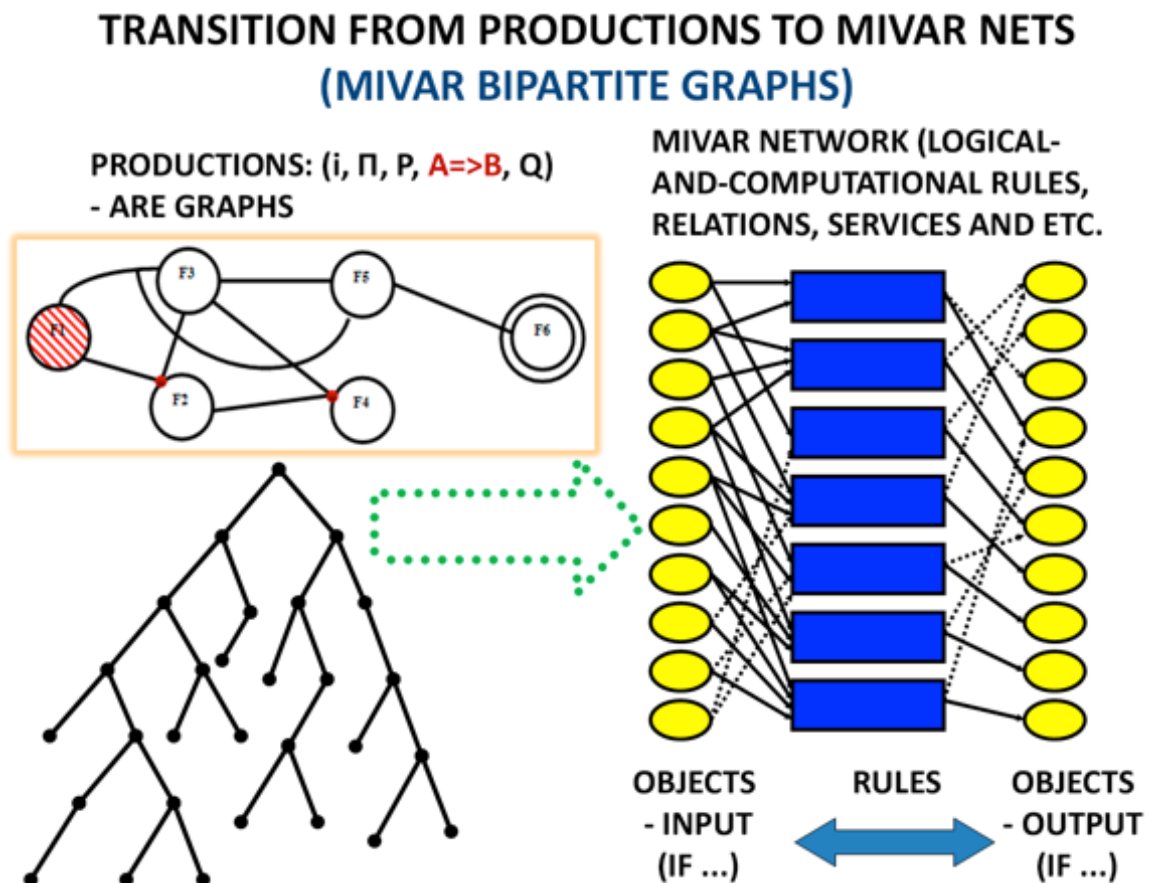 TRANSITION FROM PRODUCTIONS TO MIVAR NETS
(MIVAR BIPARTITE GRAPHS)
PRODUCTIONS: (i, П, P, A=>B, Q)
- ARE GRAPHS
MIVAR NETWORK (LOGICAL-
AND-COMPUTATIONAL RULES,
RELATIONS, SERVICES AND ETC.
F3
F5
F1
F6
F2
F4
OBJECTS
- INPUT
(IF ...)
RULES
OBJECTS
- OUTPUT
(IF ...)